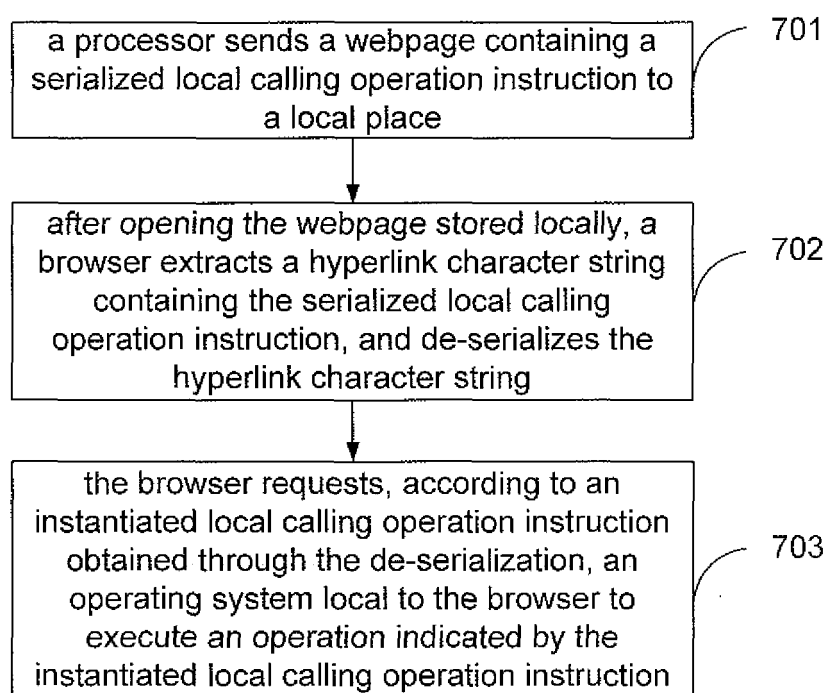 a processor sends a webpage containing a
serialized local calling operation instruction to
a local place
701
after opening the webpage stored locally, a
browser extracts a hyperlink character string
containing the serialized local calling
operation instruction, and de-serializes the
hyperlink character string
702
the browser requests, according to an
instantiated local calling operation instruction
obtained through the de-serialization, an
operating system local to the browser to
execute an operation indicated by the
instantiated local calling operation instruction
703